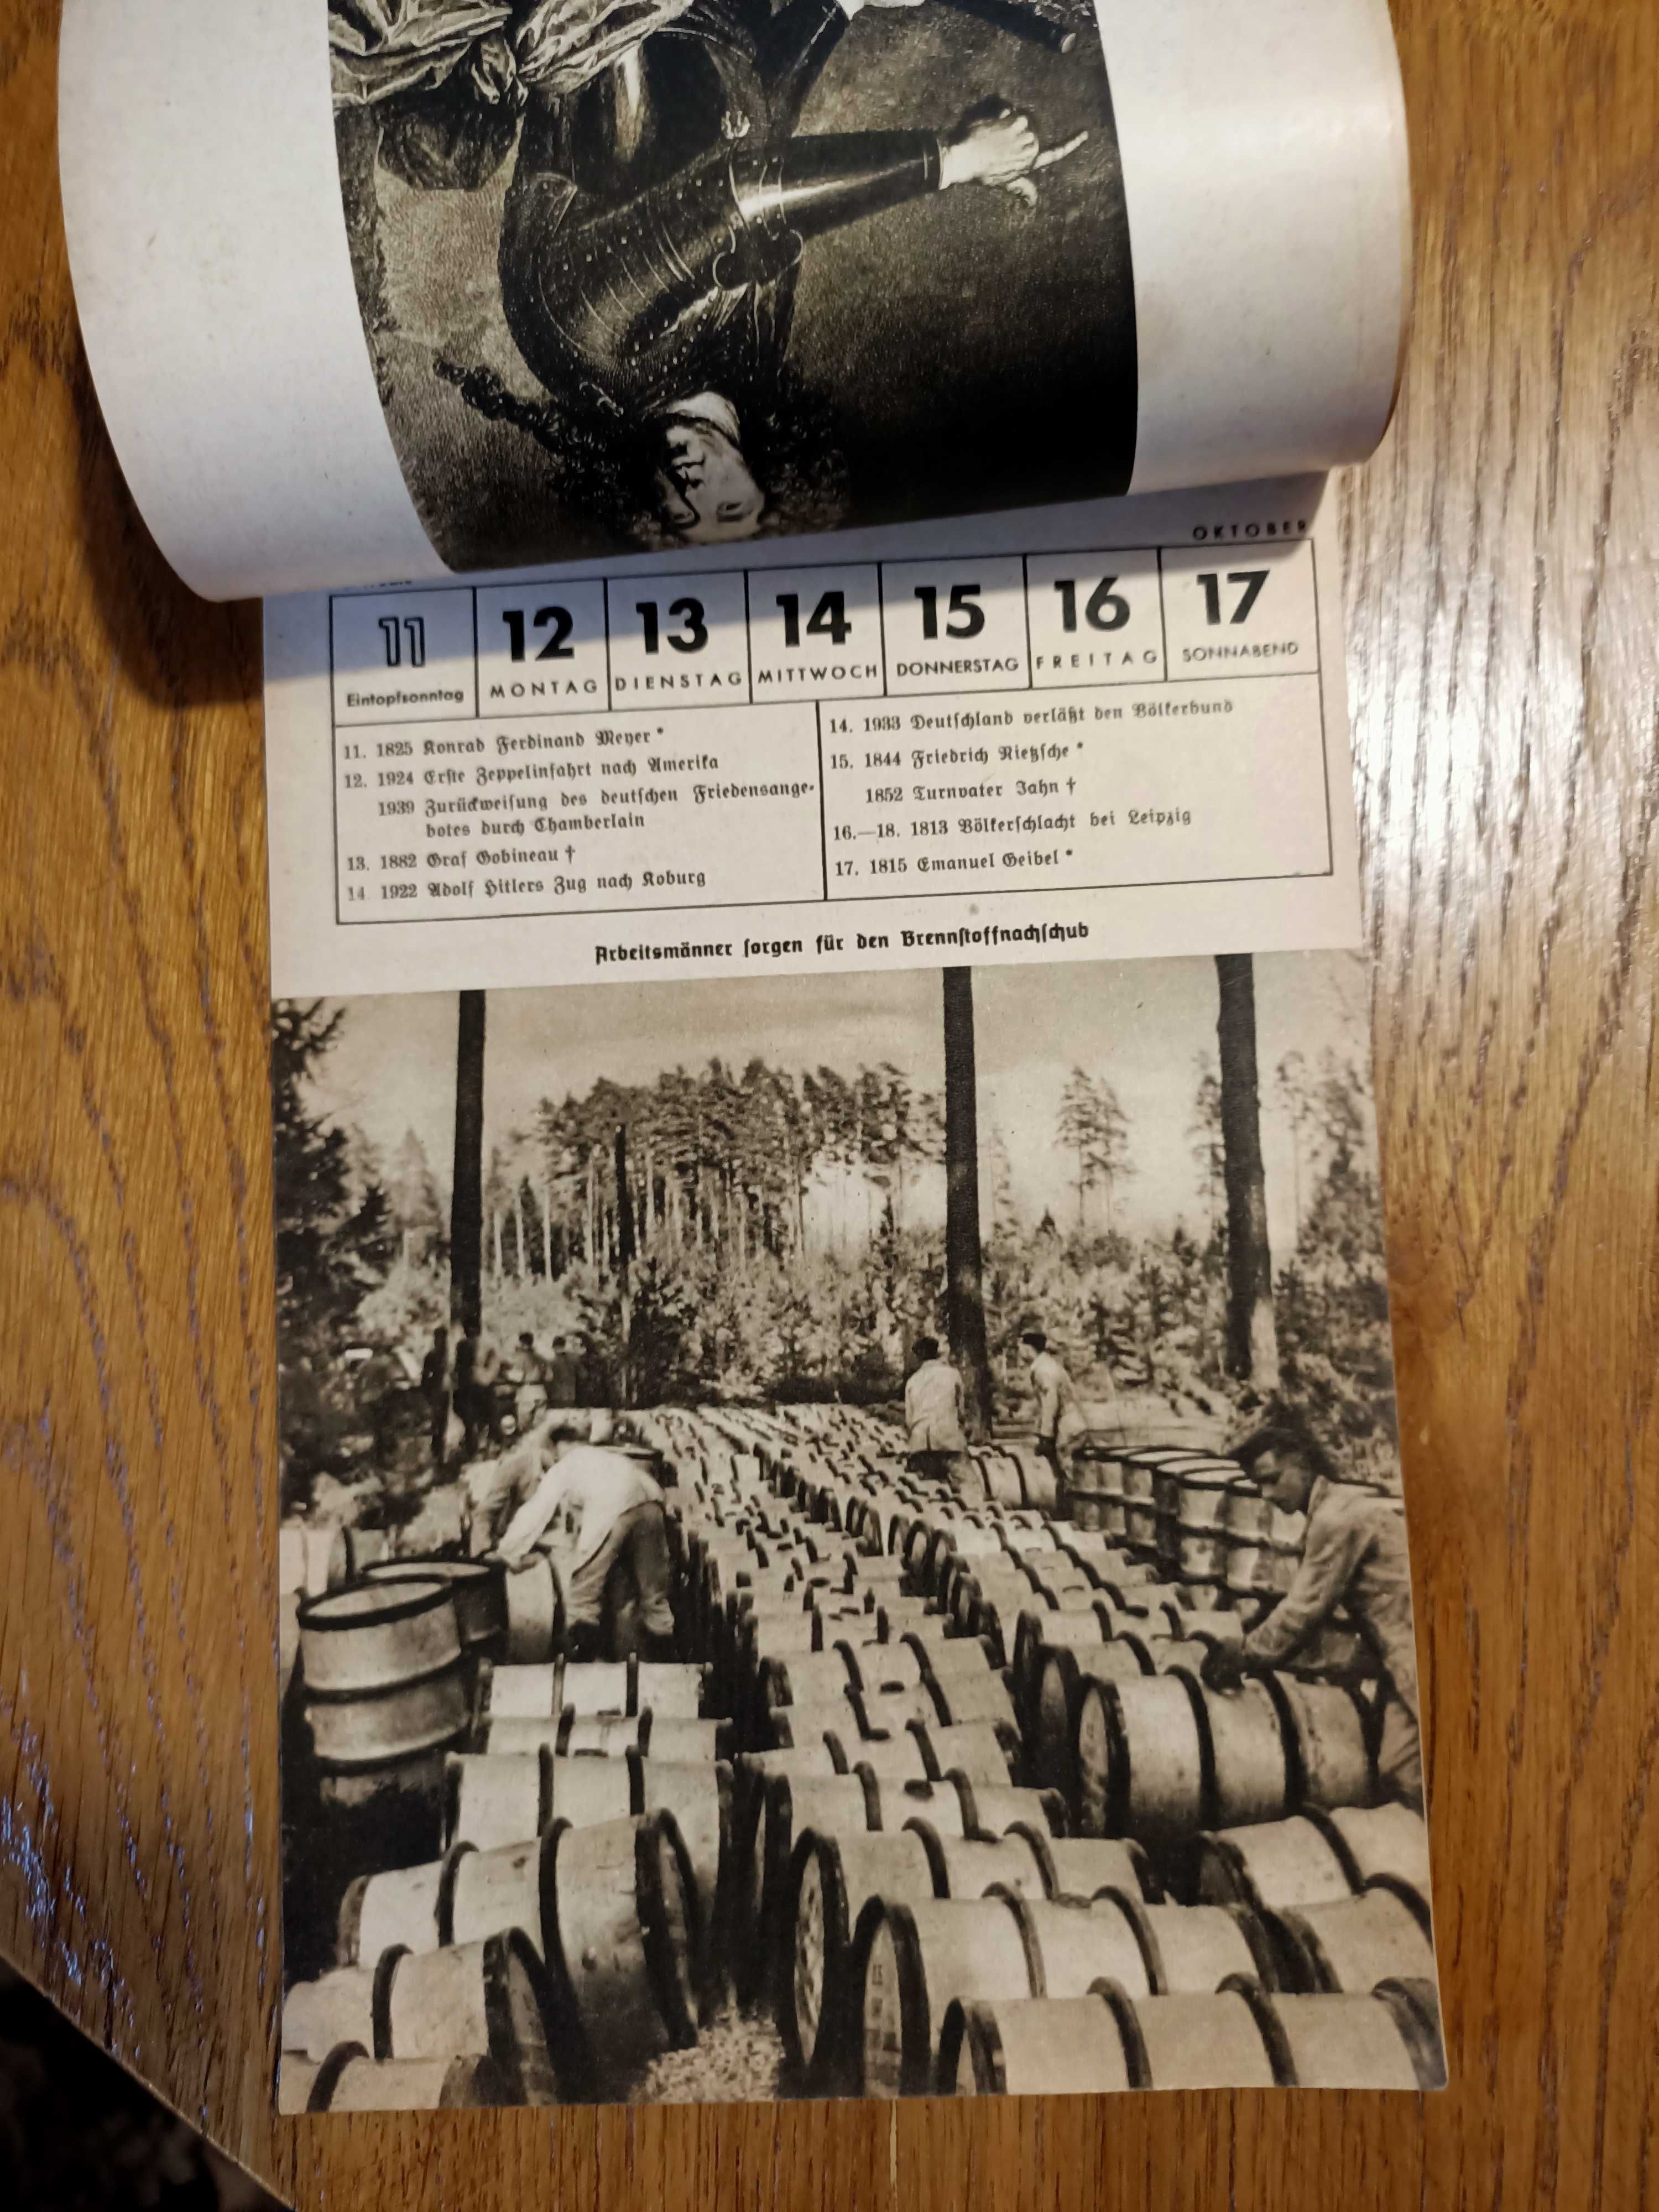 OKTOBER
11 12 13 14 15 16 17
Eintopfsonntag MONTAG DIENSTAG MITTWOCH DONNERSTAG FREITAG SONNABEND
11. 1825 Konrad Ferdinand Meyer *
12. 1924 Erste Zeppelinfahrt nach Amerika
1939 Zurückweisung des deutschen Friedensange-
botes durch Chamberlain
13. 1882 Graf Gobineau †
14. 1922 Adolf Hitlers Zug nach Koburg
14. 1933 Deutschland verläßt den Völkerbund
15. 1844 Friedrich Nietzsche *
1852 Turnvater Jahn †
16.—18. 1813 Völkerschlacht bei Leipzig
17. 1815 Emanuel Geibel *
Arbeitsmänner sorgen für den Brennstoffnachschub